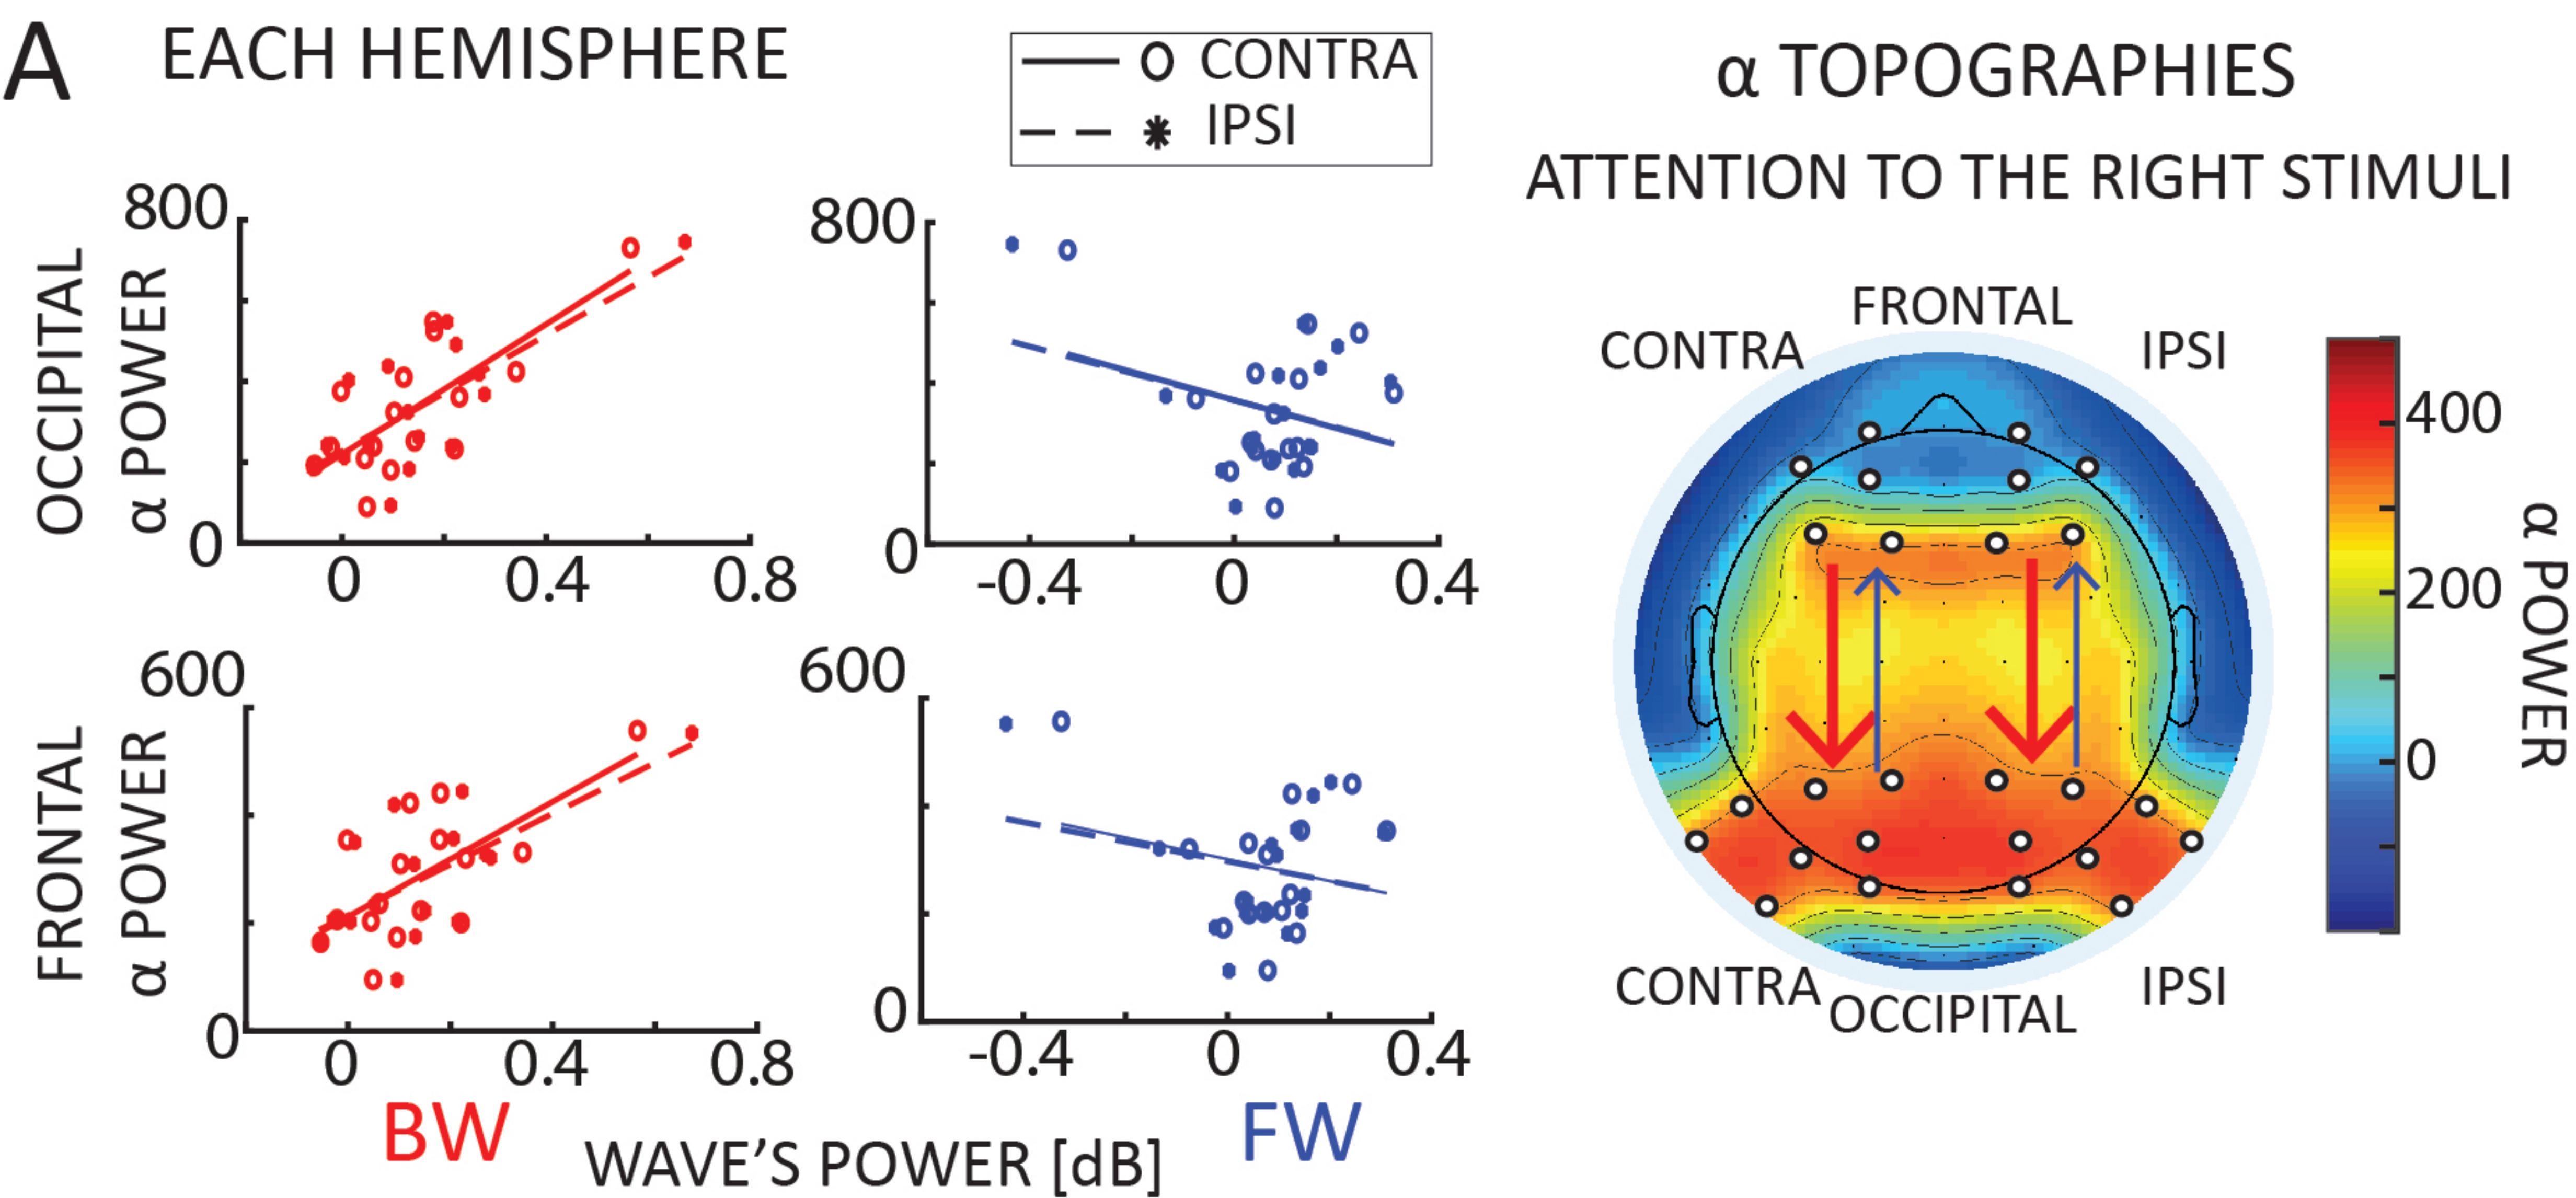 A EACH HEMISPHERE
CONTRA
IPSI
α TOPOGRAPHIES
ATTENTION TO THE RIGHT STIMULI
OCCIPITAL
α POWER
800
0
0 0.4 0.8
800
0
-0.4 0 0.4
FRONTAL
α POWER
600
0
0 0.4 0.8
600
0
-0.4 0 0.4
BW
FW
WAVE'S POWER [dB]
FRONTAL
CONTRA
IPSI
CONTRA
IPSI
OCCIPITAL
400
200
0
α POWER